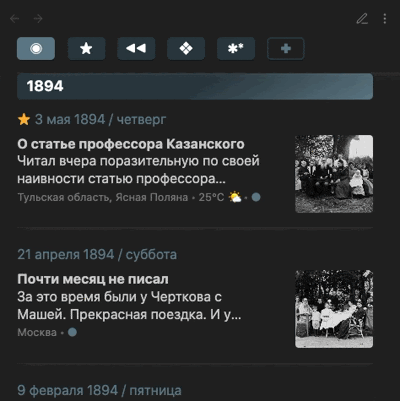 1894
3 мая 1894 / четверг
О статье профессора Казанского
Читал вчера поразительную по своей
наивности статью профессора...
Тульская область, Ясная Поляна • 25°C ⛅ •
21 апреля 1894 / суббота
Почти месяц не писал
За это время были у Черткова с
Машей. Прекрасная поездка. И у...
Москва •
9 февраля 1894 / пятница